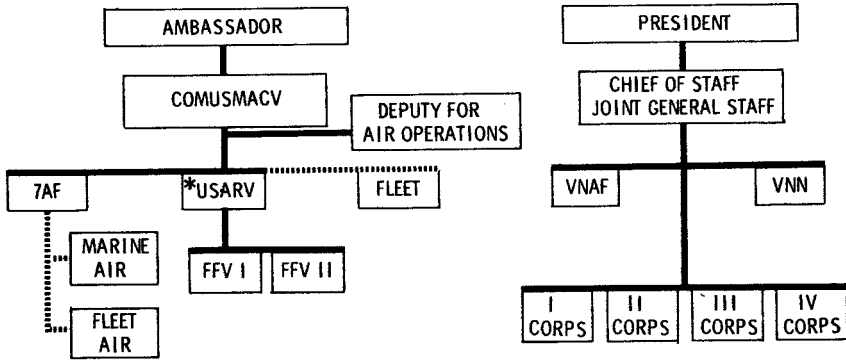 AMBASSADOR
COMUSMACV
DEPUTY FOR
AIR OPERATIONS
7AF
*USARV
FLEET
MARINE
AIR
FFV I
FFV II
FLEET
AIR
PRESIDENT
CHIEF OF STAFF
JOINT GENERAL STAFF
VNAF
VNN
I
CORPS
II
CORPS
III
CORPS
IV
CORPS